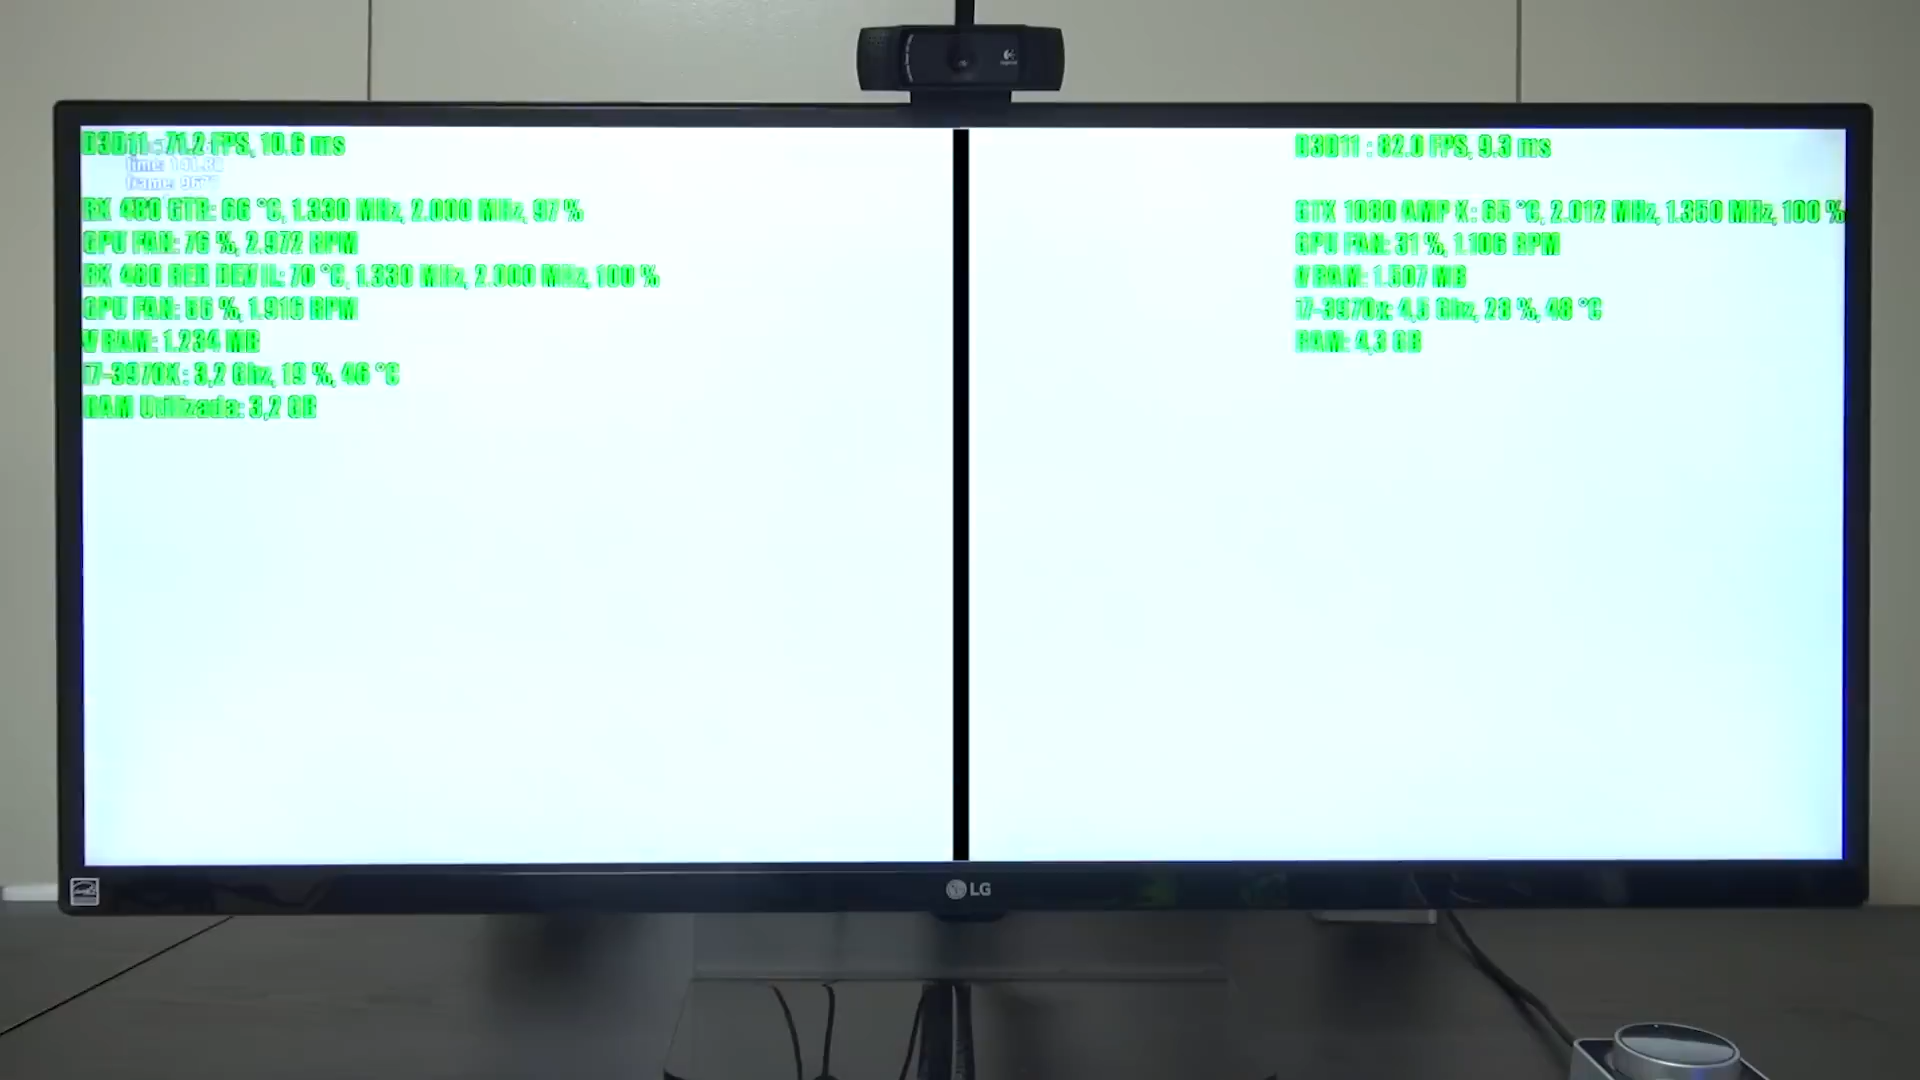 D3D11 : 71.2 FPS, 10.6 ms
RX 480 GTR: 66 °C, 1.330 MHz, 2.000 MHz, 97 %
GPU FAN: 76 %, 2.972 RPM
RX 480 RED DEVIL: 70 °C, 1.330 MHz, 2.000 MHz, 100 %
GPU FAN: 56 %, 1.916 RPM
VRAM: 1.234 MB
i7-3970X: 3,2 Ghz, 19 %, 46 °C
RAM Utilizada: 3,2 GB
D3D11 : 82.0 FPS, 9.3 ms
GTX 1080 AMP X: 65 °C, 2.012 MHz, 1.350 MHz, 100 %
GPU FAN: 31 %, 1.106 RPM
VRAM: 1.507 MB
i7-3970x: 4,5 Ghz, 28 %, 48 °C
RAM: 4,3 GB
LG